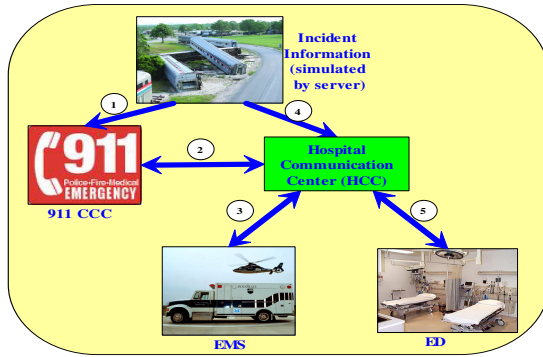 Incident
Information
(simulated
by server)
1
4
911
Police-Fire-Medical
EMERGENCY
911 CCC
2
Hospital
Communication
Center (HCC)
3
5
EMS
ED